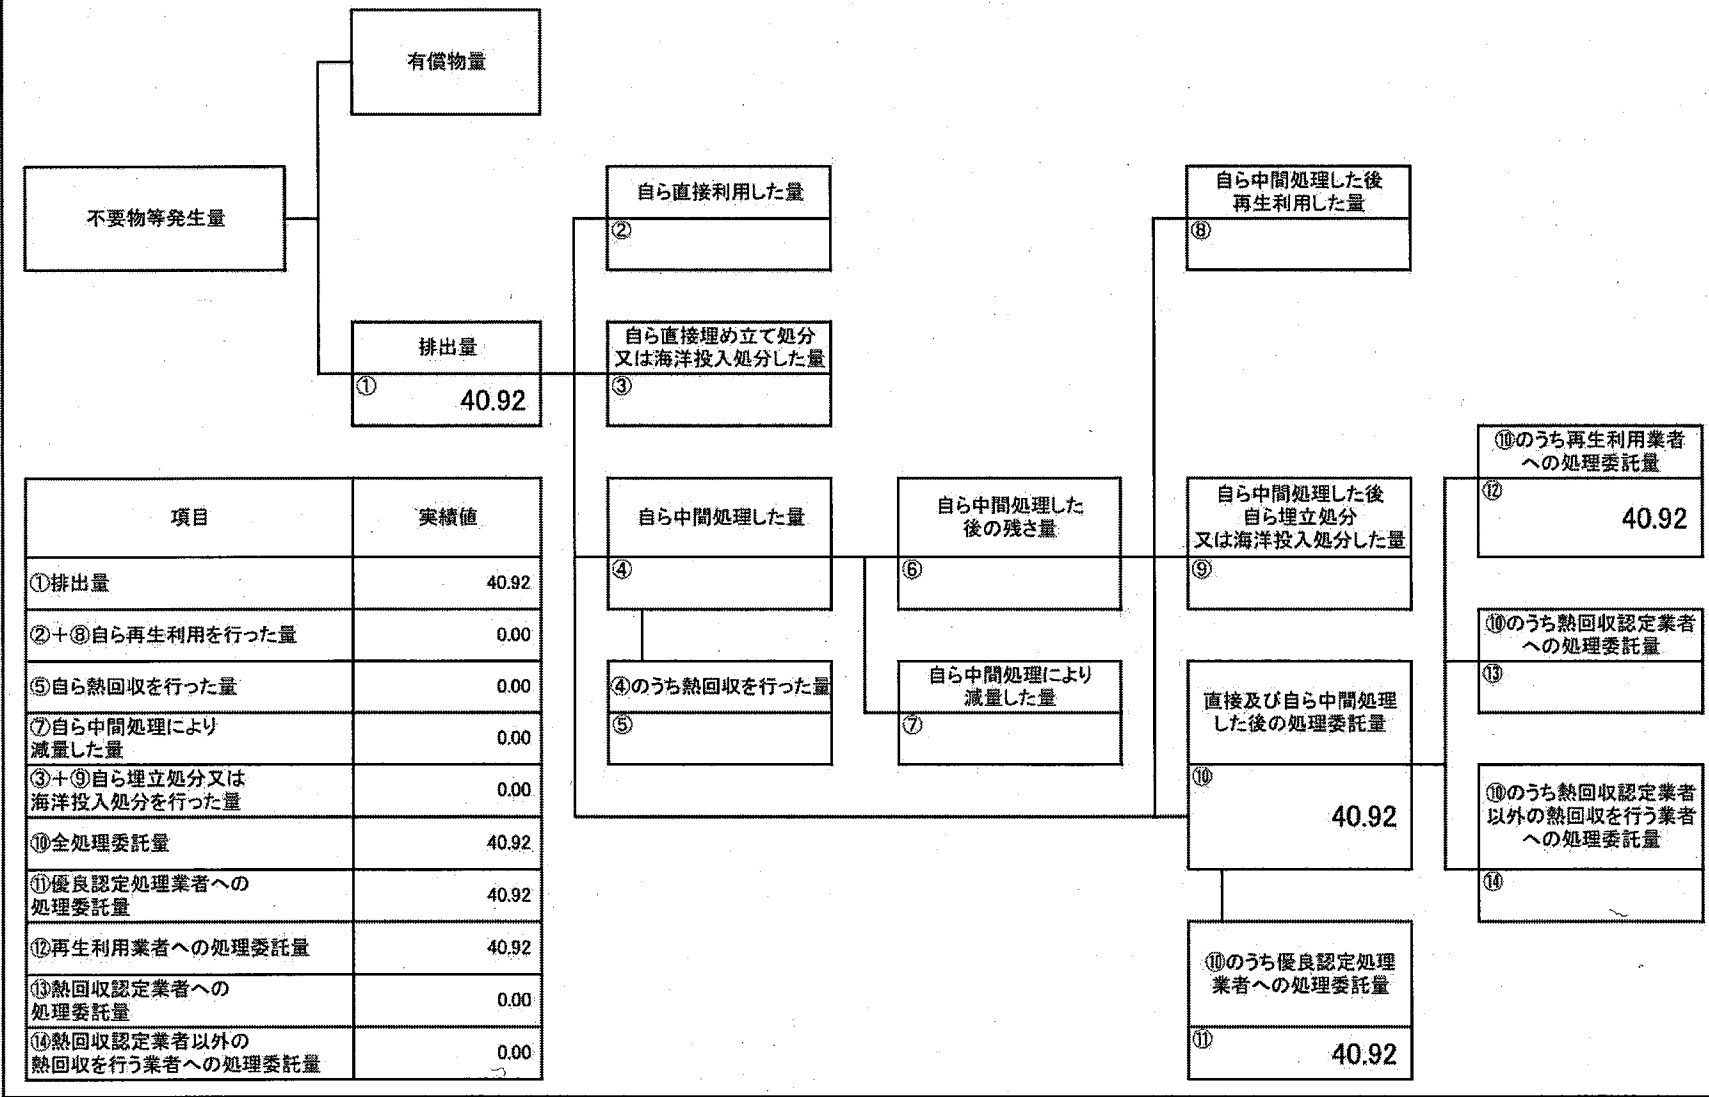 有償物量
不要物等発生量
自ら直接利用した量
②
自ら中間処理した後
再生利用した量
⑧
排出量
①
40.92
自ら直接埋め立て処分
又は海洋投入処分した量
③
⑩のうち再生利用業者
への処理委託量
⑫
40.92
自ら中間処理した量
④
自ら中間処理した
後の残さ量
⑥
自ら中間処理した後
自ら埋立処分
又は海洋投入処分した量
⑨
⑩のうち熱回収認定業者
への処理委託量
⑬
④のうち熱回収を行った量
⑤
自ら中間処理により
減量した量
⑦
直接及び自ら中間処理
した後の処理委託量
⑩
40.92
⑩のうち熱回収認定業者
以外の熱回収を行う業者
への処理委託量
⑭
⑩のうち優良認定処理
業者への処理委託量
⑪
40.92
項目 実績値
①排出量 40.92
②＋⑧自ら再生利用を行った量 0.00
⑤自ら熱回収を行った量 0.00
⑦自ら中間処理により
減量した量 0.00
③＋⑨自ら埋立処分又は
海洋投入処分を行った量 0.00
⑩全処理委託量 40.92
⑪優良認定処理業者への
処理委託量 40.92
⑫再生利用業者への処理委託量 40.92
⑬熱回収認定業者への
処理委託量 0.00
⑭熱回収認定業者以外の
熱回収を行う業者への処理委託量 0.00